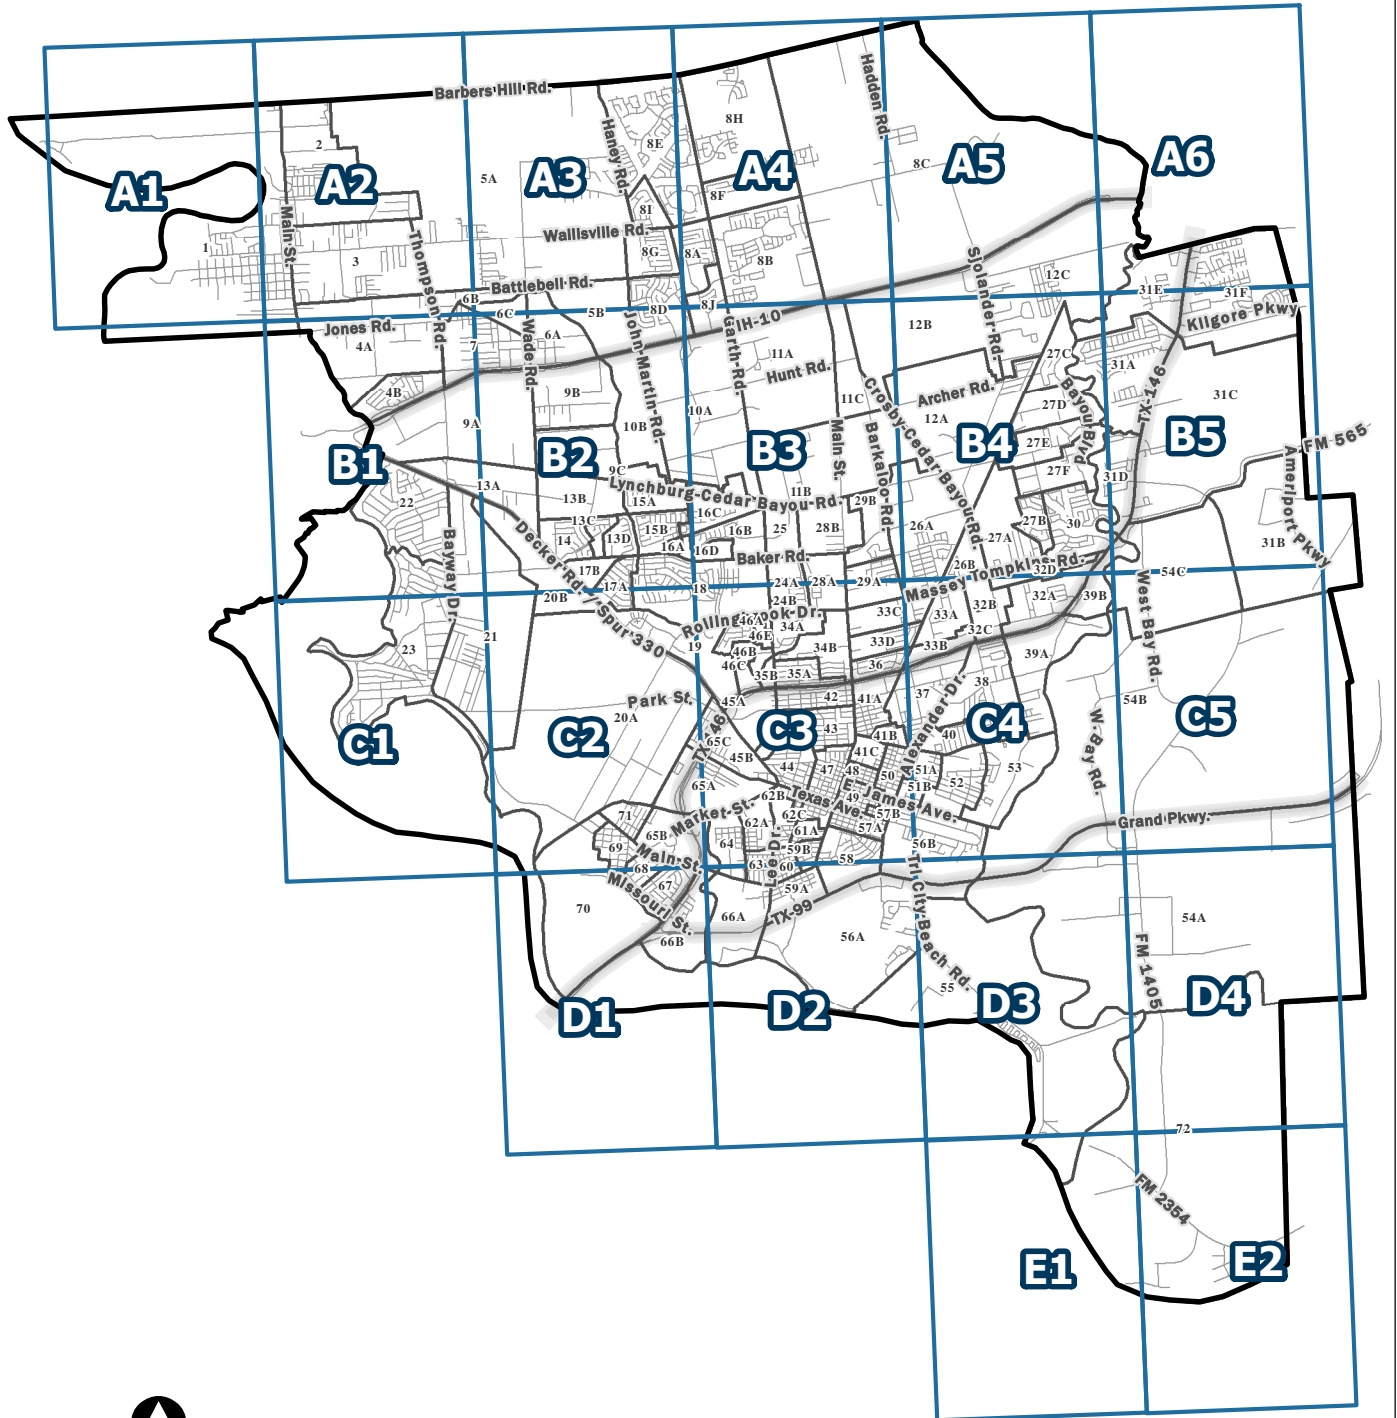 Barbers Hill Rd.
Hadden Rd.
8H
2
Haney Rd.
8E
A1
A2
5A
A3
A4
8C
A5
A6
8F
8I
Main St.
1
3
Thompson Rd.
Wallisville Rd.
8G
8A
8B
Sjolander Rd.
12C
Battlebell Rd.
6B
6C
5B
8D
8J
31E
31F
Kilgore Pkwy
Jones Rd.
4A
7
Wade Rd.
6A
John-Martin-Rd.
Garth-Rd.
IH-10
12B
11A
Hunt Rd.
27C
31A
TX-146
4B
9B
11C
Archer Rd.
Crosby-Cedar-Bayou-Rd.
12A
27D
Bayou Blvd
31C
9A
10B
10A
Main St.
Barkaloo-Rd.
B1
B2
B3
B4
27E
B5
FM 565
9C
27F
31D
Ameriport Pkwy
13A
13B
Lynchburg-Cedar Bayou-Rd.
15A
11B
29B
22
13C
16C
27B
30
14
13D
15B
16B
25
28B
26A
27A
31B
16A
16D
Bayway Dr.
Decker Rd. / Spur 330
Baker Rd.
17B
26B
Massey Tompkins Rd.
32D
54C
17A
18
24A
28A
29A
20B
24B
32B
32A
39B
West Bay Rd.
33C
33A
Rollingbrook Dr.
46A
34A
21
46E
32C
23
19
46B
34B
33D
33B
39A
46C
35B
35A
36
38
Park St.
45A
42
41A
37
54B
20A
C1
C2
C3
43
Alexander Dr.
C4
C5
TX-146
65C
41B
40
W. Bay Rd.
45B
41C
44
47
48
50
51A
53
65A
51B
52
62B
Texas Ave.
49
E James Ave.
Market St.
62C
57B
Grand Pkwy.
71
65B
62A
61A
57A
69
Main St.
64
59B
56B
68
63
60
58
Lee Dr.
Missouri St.
67
59A
Tri City Beach Rd.
70
66A
TX-99
54A
66B
56A
FM 1405
55
D1
D2
D3
D4
72
FM 2354
E1
E2